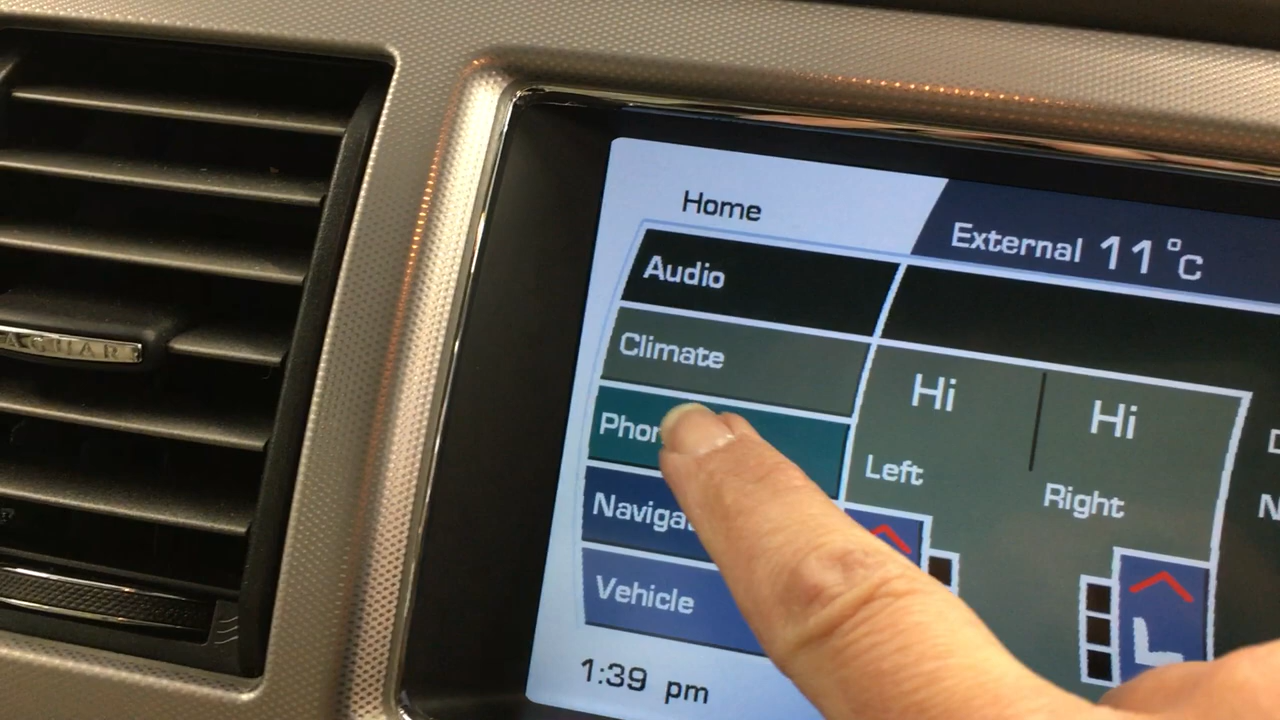 Home
External 11°C
Audio
Climate
Hi Hi
Left
Right
Vehicle
1:39 pm